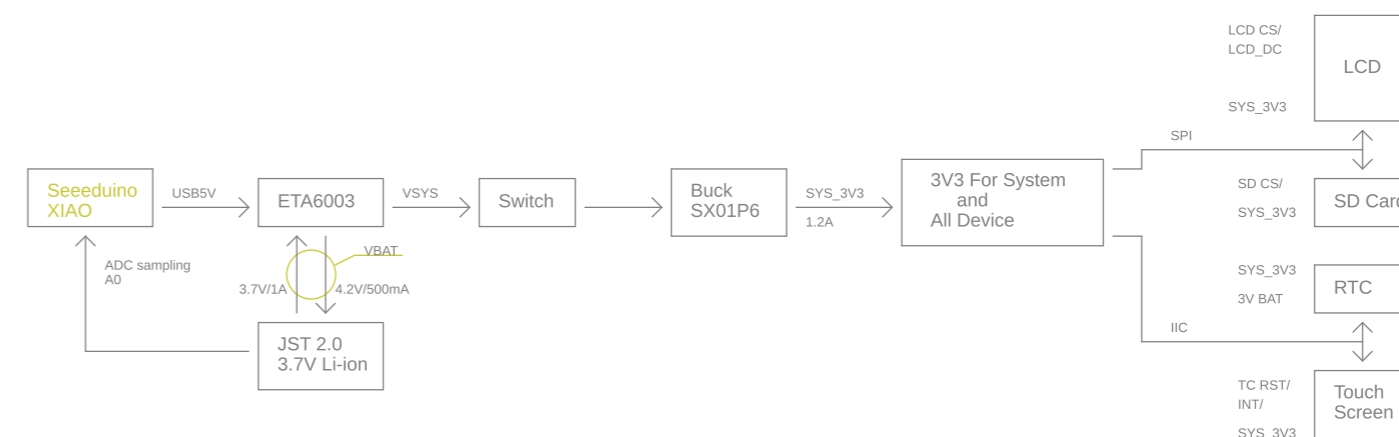 LCD CS/
LCD_DC
SYS_3V3
LCD
SPI
Seeeduino
XIAO
USB5V
ETA6003
VSYS
Switch
Buck
SX01P6
SYS_3V3
1.2A
3V3 For System
and
All Device
SD CS/
SYS_3V3
SD Card
ADC sampling
A0
VBAT
3.7V/1A
4.2V/500mA
JST 2.0
3.7V Li-ion
SYS_3V3
3V BAT
RTC
IIC
TC RST/
INT/
SYS_3V3
Touch
Screen